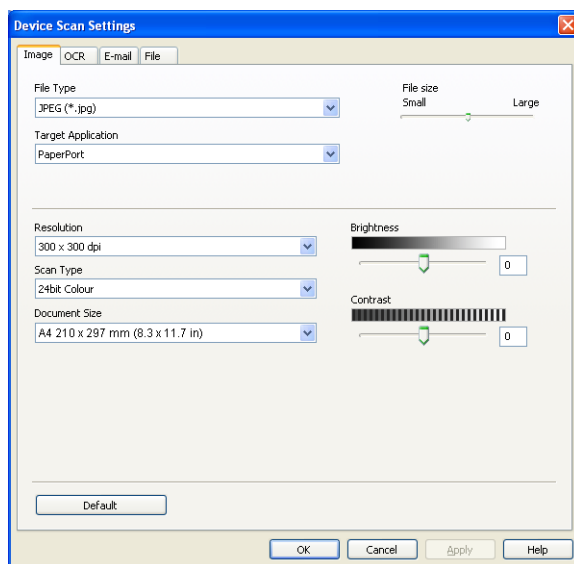 Device Scan Settings
Image OCR E-mail File
File Type
JPEG (*.jpg)
File size
Small Large
Target Application
PaperPort
Resolution
300 x 300 dpi
Scan Type
24bit Colour
Document Size
A4 210 x 297 mm (8.3 x 11.7 in)
Brightness
0
Contrast
0
Default
OK Cancel Apply Help